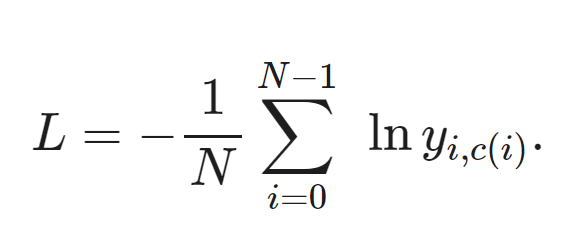 L = -\frac{1}{N} \sum_{i=0}^{N-1} \ln y_{i,c(i)}.